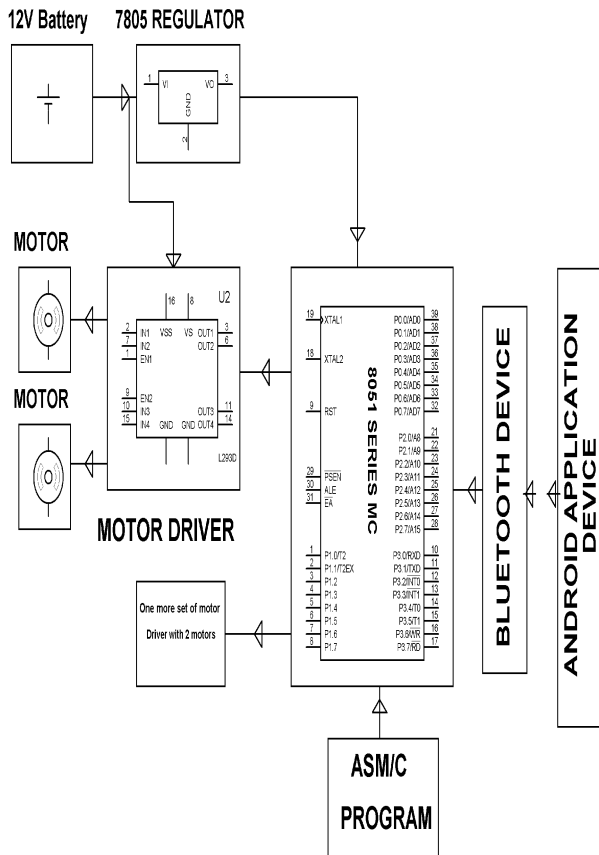 12V Battery
7805 REGULATOR
1
VI
VO
3
GND
2
MOTOR
MOTOR
U2
16
8
2
IN1
VSS
VS
OUT1
3
7
IN2
OUT2
6
1
EN1
9
EN2
10
IN3
OUT3
11
15
IN4
GND
GND
OUT4
14
L293D
MOTOR DRIVER
One more set of motor
Driver with 2 motors
19
XTAL1
18
XTAL2
9
RST
29
PSEN
30
ALE
31
EA
1
P1.0/T2
2
P1.1/T2EX
3
P1.2
4
P1.3
5
P1.4
6
P1.5
7
P1.6
8
P1.7
8051 SERIES MC
P0.0/AD0
39
P0.1/AD1
38
P0.2/AD2
37
P0.3/AD3
36
P0.4/AD4
35
P0.5/AD5
34
P0.6/AD6
33
P0.7/AD7
32
P2.0/A8
21
P2.1/A9
22
P2.2/A10
23
P2.3/A11
24
P2.4/A12
25
P2.5/A13
26
P2.6/A14
27
P2.7/A15
28
P3.0/RXD
10
P3.1/TXD
11
P3.2/INT0
12
P3.3/INT1
13
P3.4/T0
14
P3.5/T1
15
P3.6/WR
16
P3.7/RD
17
BLUETOOTH DEVICE
ANDROID APPLICATION
DEVICE
ASM/C
PROGRAM